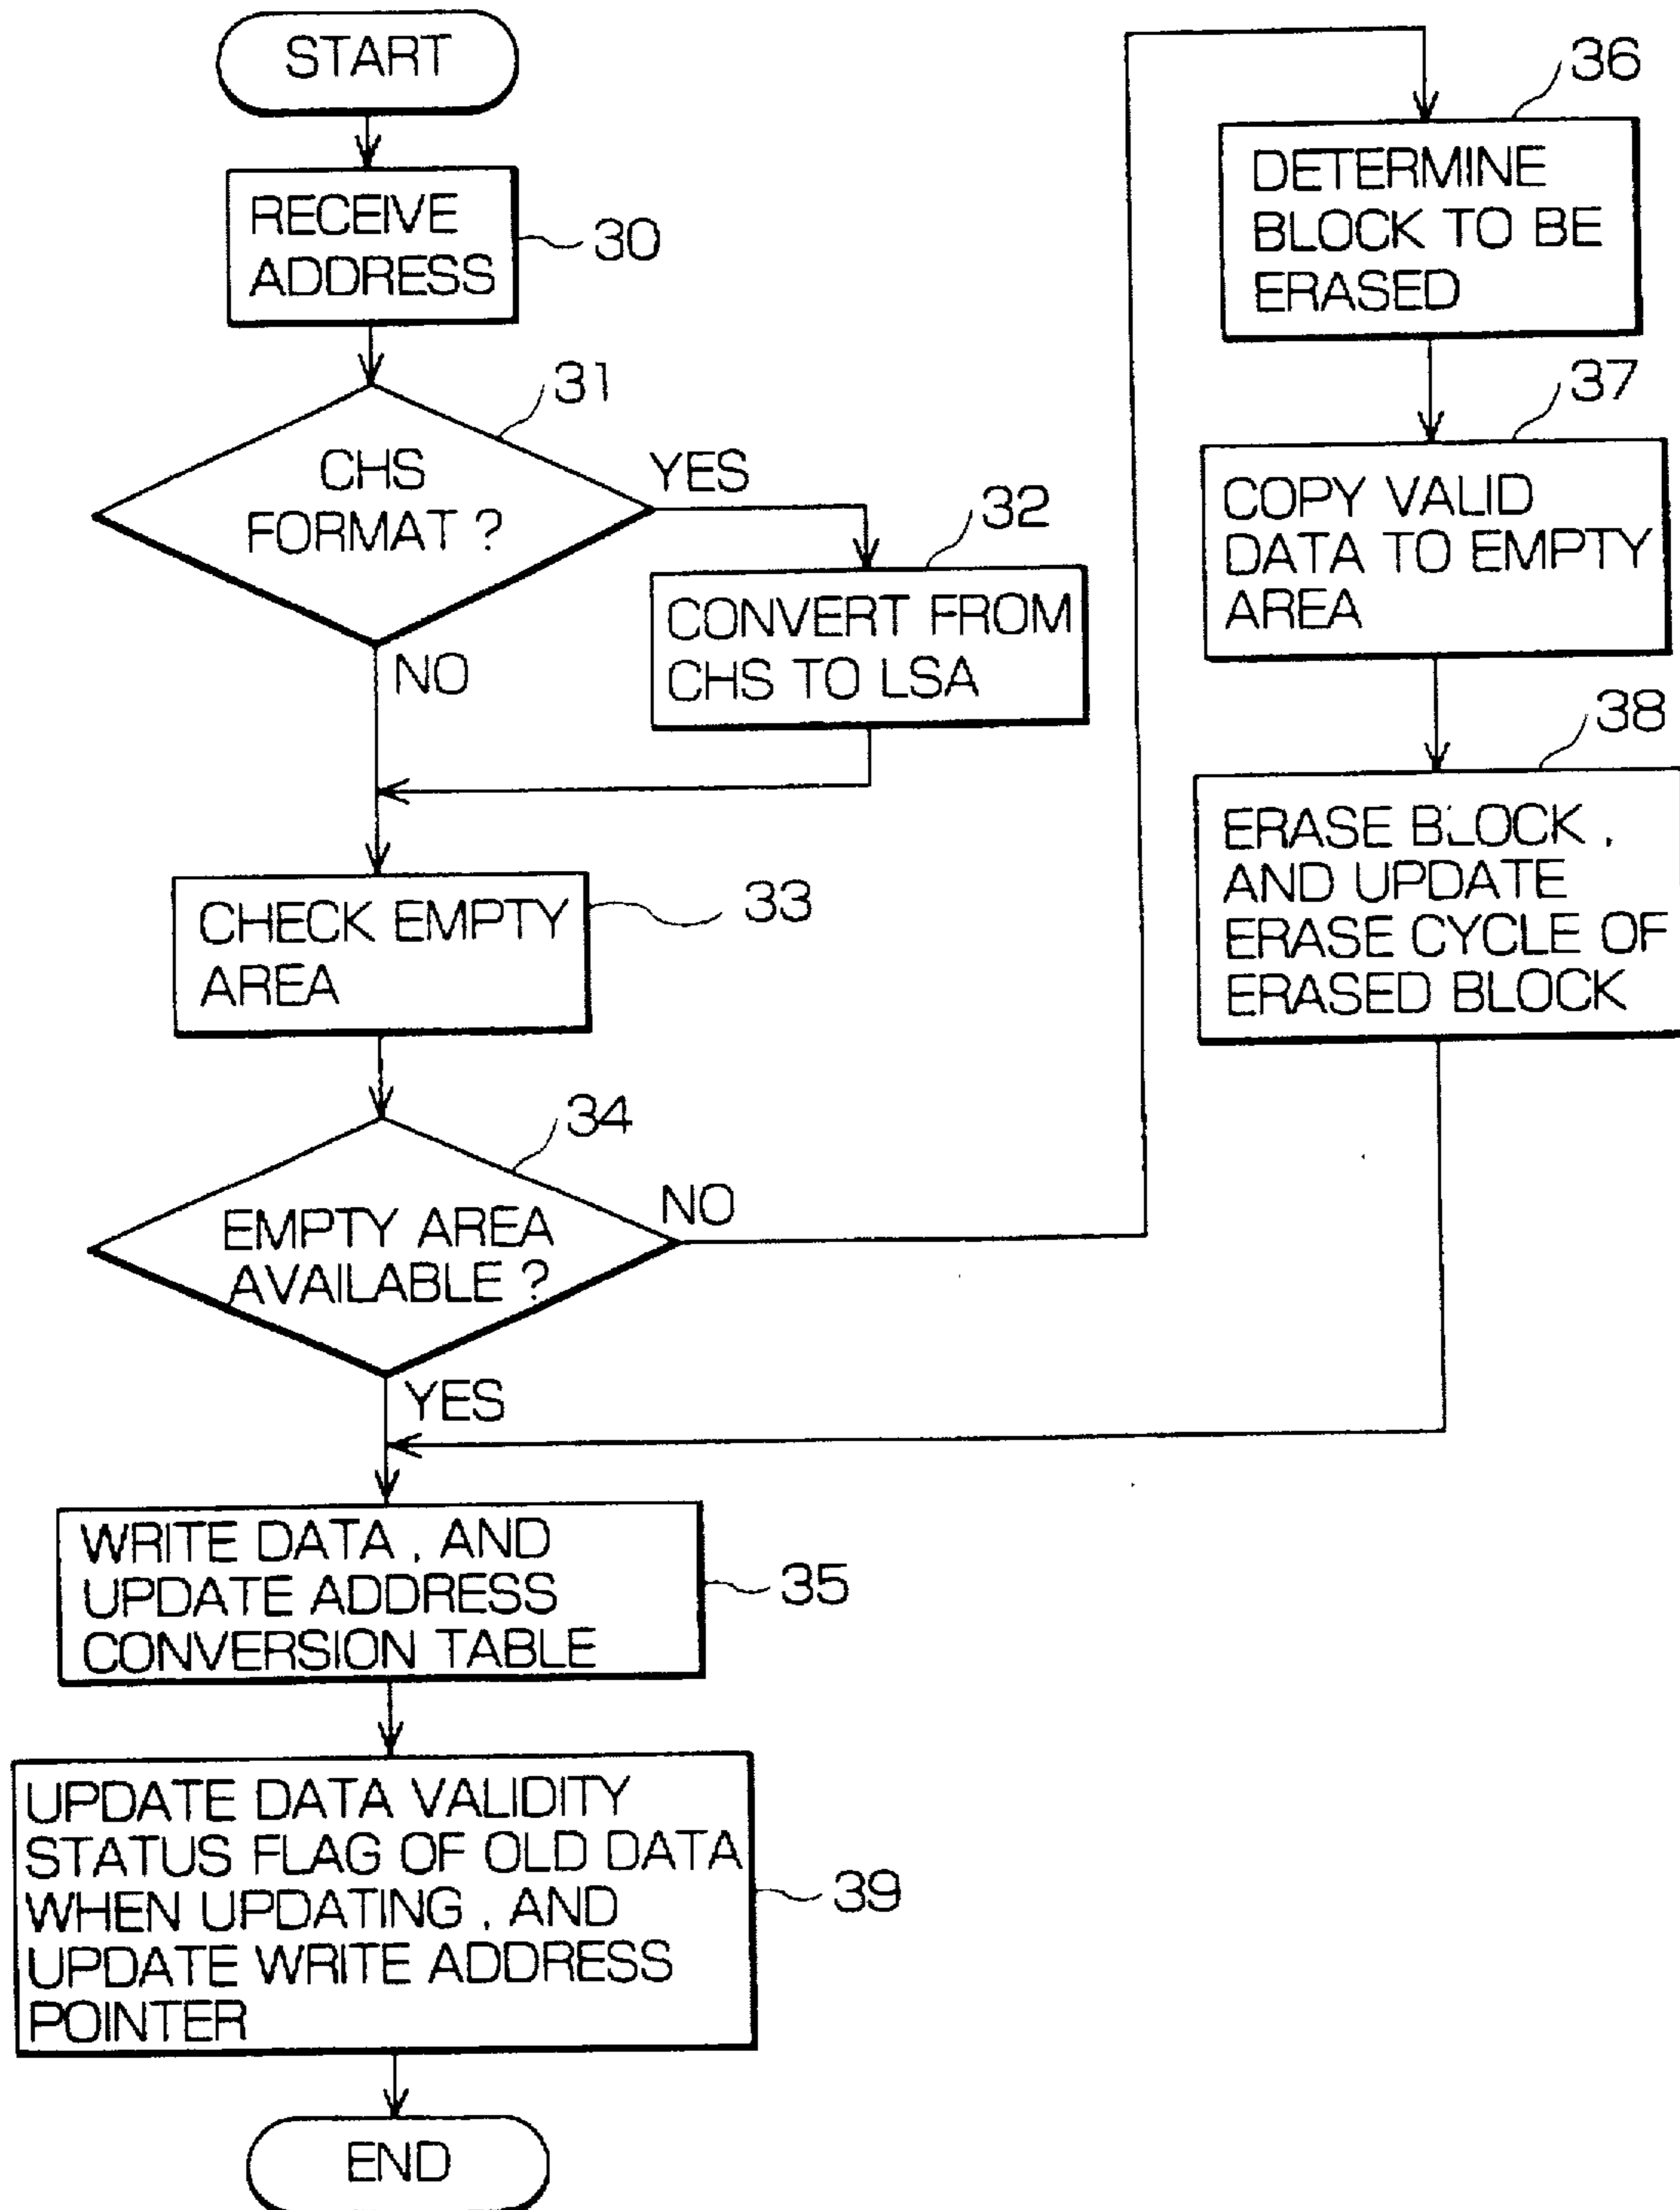 START
RECEIVE
ADDRESS
30
31
CHS
FORMAT ?
YES
NO
32
CONVERT FROM
CHS TO LSA
CHECK EMPTY
AREA
33
34
EMPTY AREA
AVAILABLE ?
NO
YES
WRITE DATA , AND
UPDATE ADDRESS
CONVERSION TABLE
35
UPDATE DATA VALIDITY
STATUS FLAG OF OLD DATA
WHEN UPDATING , AND
UPDATE WRITE ADDRESS
POINTER
39
END
36
DETERMINE
BLOCK TO BE
ERASED
37
COPY VALID
DATA TO EMPTY
AREA
38
ERASE BLOCK ,
AND UPDATE
ERASE CYCLE OF
ERASED BLOCK